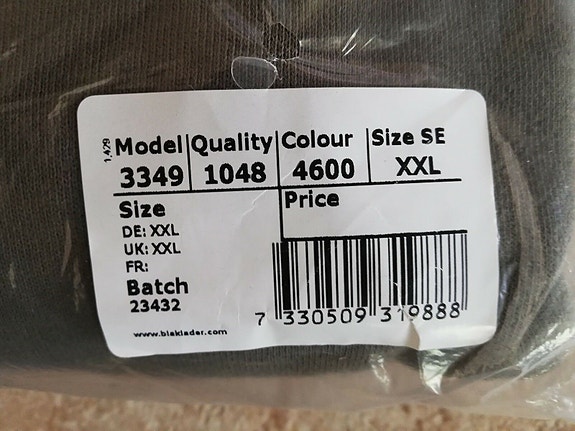 1.429
Model Quality Colour Size SE
3349 1048 4600 XXL
Size
Price
DE: XXL
UK: XXL
FR:
Batch
23432
7 330509 319888
www.blaklader.com